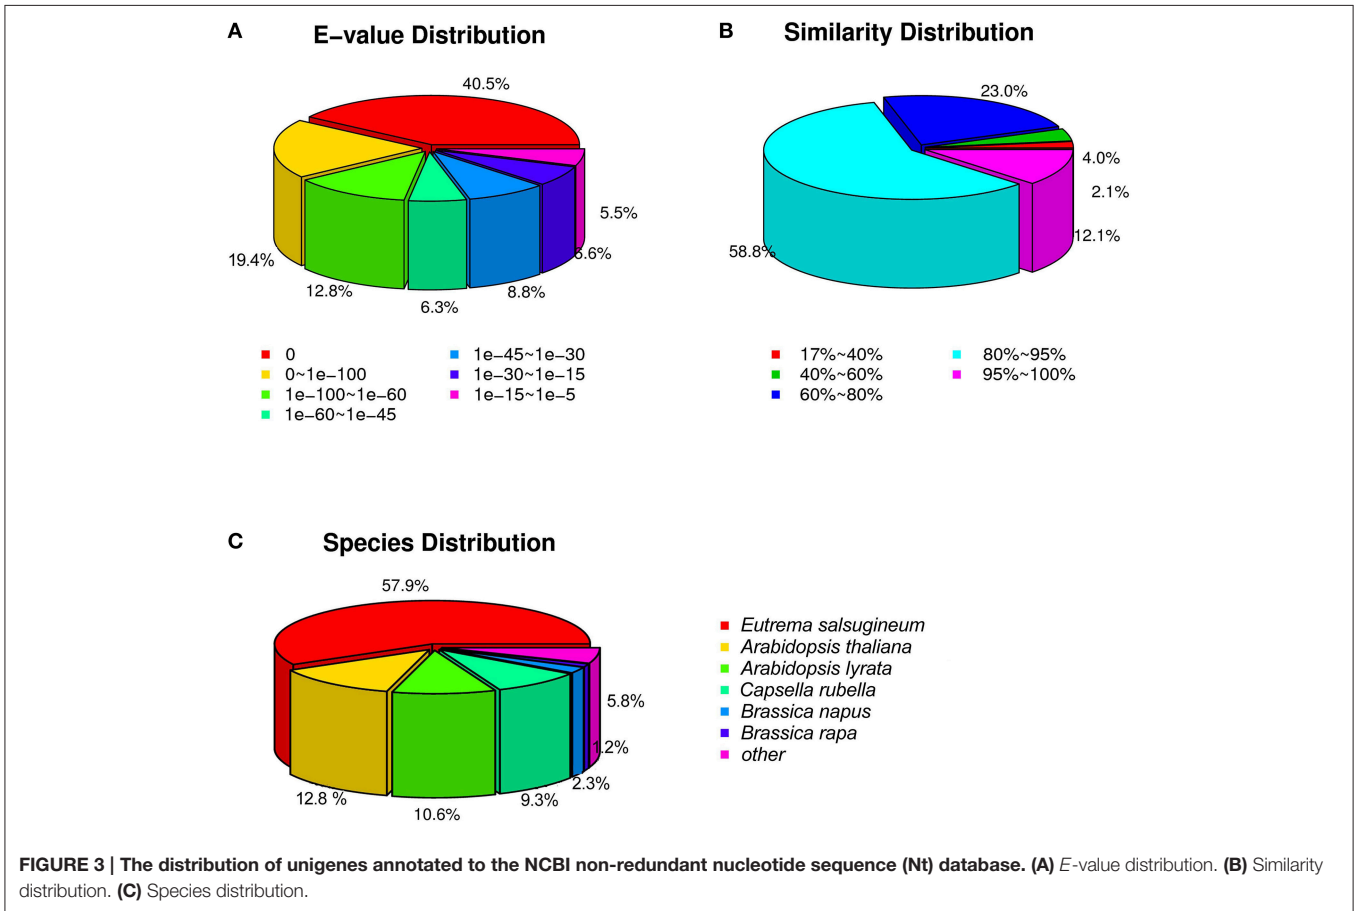 A
E−value Distribution
40.5%
19.4%
12.8%
6.3%
8.8%
6.6%
5.5%
0
0~1e−100
1e−100~1e−60
1e−60~1e−45
1e−45~1e−30
1e−30~1e−15
1e−15~1e−5
B
Similarity Distribution
23.0%
4.0%
2.1%
12.1%
58.8%
17%~40%
40%~60%
60%~80%
80%~95%
95%~100%
C
Species Distribution
57.9%
12.8 %
10.6%
9.3%
2.3%
1.2%
5.8%
Eutrema salsugineum
Arabidopsis thaliana
Arabidopsis lyrata
Capsella rubella
Brassica napus
Brassica rapa
other
FIGURE 3 | The distribution of unigenes annotated to the NCBI non-redundant nucleotide sequence (Nt) database. (A) E-value distribution. (B) Similarity
distribution. (C) Species distribution.